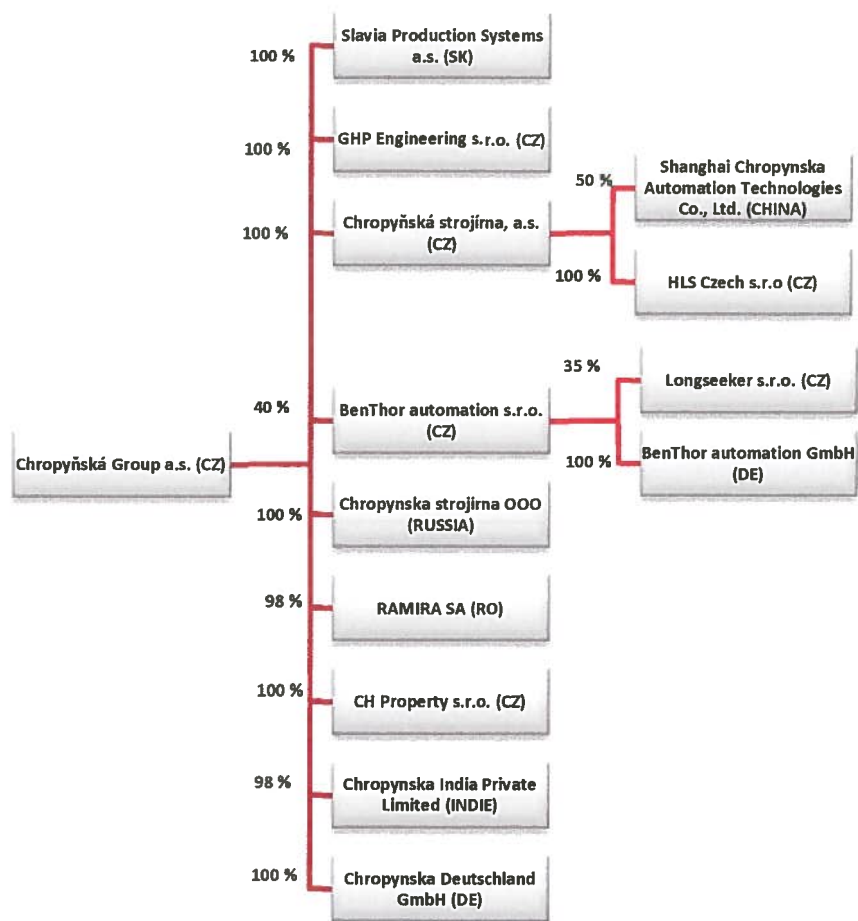 Slavia Production Systems
a.s. (SK)
100 %
GHP Engineering s.r.o. (CZ)
100 %
Shanghai Chropynska
Automation Technologies
Co., Ltd. (CHINA)
50 %
Chropyňská strojírna, a.s.
(CZ)
100 %
HLS Czech s.r.o (CZ)
100 %
Longseeker s.r.o. (CZ)
35 %
BenThor automation s.r.o.
(CZ)
40 %
BenThor automation GmbH
(DE)
100 %
Chropyňská Group a.s. (CZ)
Chropynska strojirna OOO
(RUSSIA)
100 %
RAMIRA SA (RO)
98 %
CH Property s.r.o. (CZ)
100 %
Chropynska India Private
Limited (INDIE)
98 %
Chropynska Deutschland
GmbH (DE)
100 %